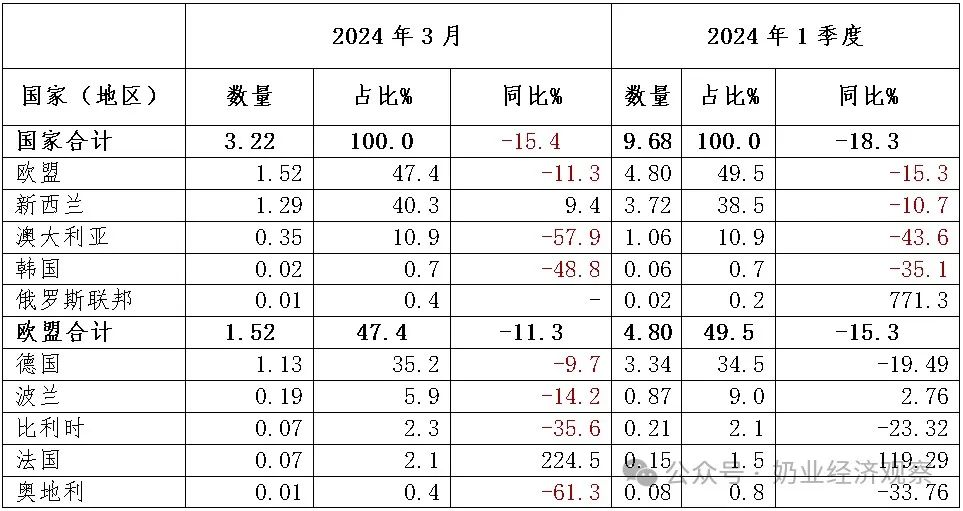 2024年3月 2024年1季度
国家（地区） 数量 占比% 同比% 数量 占比% 同比%
国家合计 3.22 100.0 -15.4 9.68 100.0 -18.3
欧盟 1.52 47.4 -11.3 4.80 49.5 -15.3
新西兰 1.29 40.3 9.4 3.72 38.5 -10.7
澳大利亚 0.35 10.9 -57.9 1.06 10.9 -43.6
韩国 0.02 0.7 -48.8 0.06 0.7 -35.1
俄罗斯联邦 0.01 0.4 - 0.02 0.2 771.3
欧盟合计 1.52 47.4 -11.3 4.80 49.5 -15.3
德国 1.13 35.2 -9.7 3.34 34.5 -19.49
波兰 0.19 5.9 -14.2 0.87 9.0 2.76
比利时 0.07 2.3 -35.6 0.21 2.1 -23.32
法国 0.07 2.1 224.5 0.15 1.5 119.29
公众号·奶业经济观察
奥地利 0.01 0.4 -61.3 0.08 0.8 -33.76